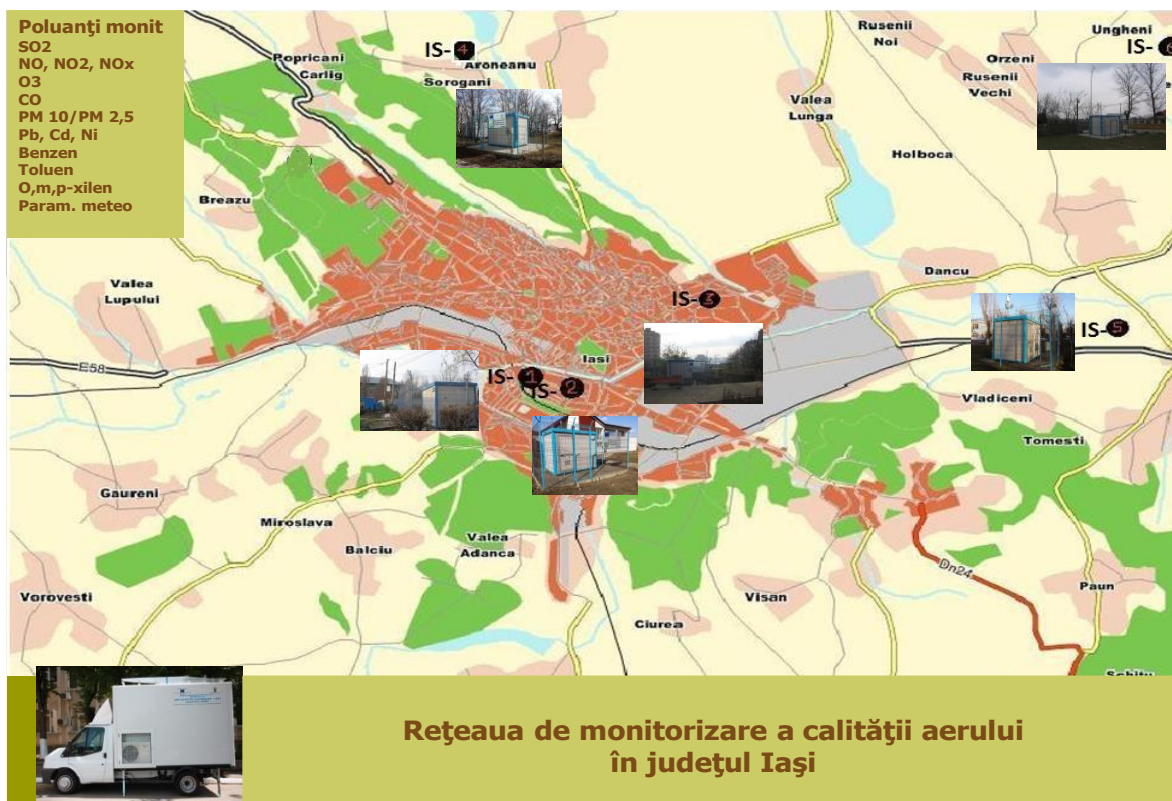 Poluanţi monit
SO2
NO, NO2, NOx
O3
CO
PM 10/PM 2,5
Pb, Cd, Ni
Benzen
Toluen
O,m,p-xilen
Param. meteo
IS-4
Popricani
Carlig
Aroneanu
Sorogani
Rusenii
Noi
Ungheni
IS-6
Orzeni
Rusenii
Vechi
Valea
Lunga
Holboca
Breazu
Dancu
Valea
Lupului
IS-3
IS-5
E58
Iasi
IS-1
IS-2
Vladiceni
Tomesti
Gaureni
Miroslava
Balciu
Valea
Adanca
Dn24
Paun
Vorovesti
Visan
Ciurea
Schitu
Reţeaua de monitorizare a calităţii aerului
în judeţul Iaşi